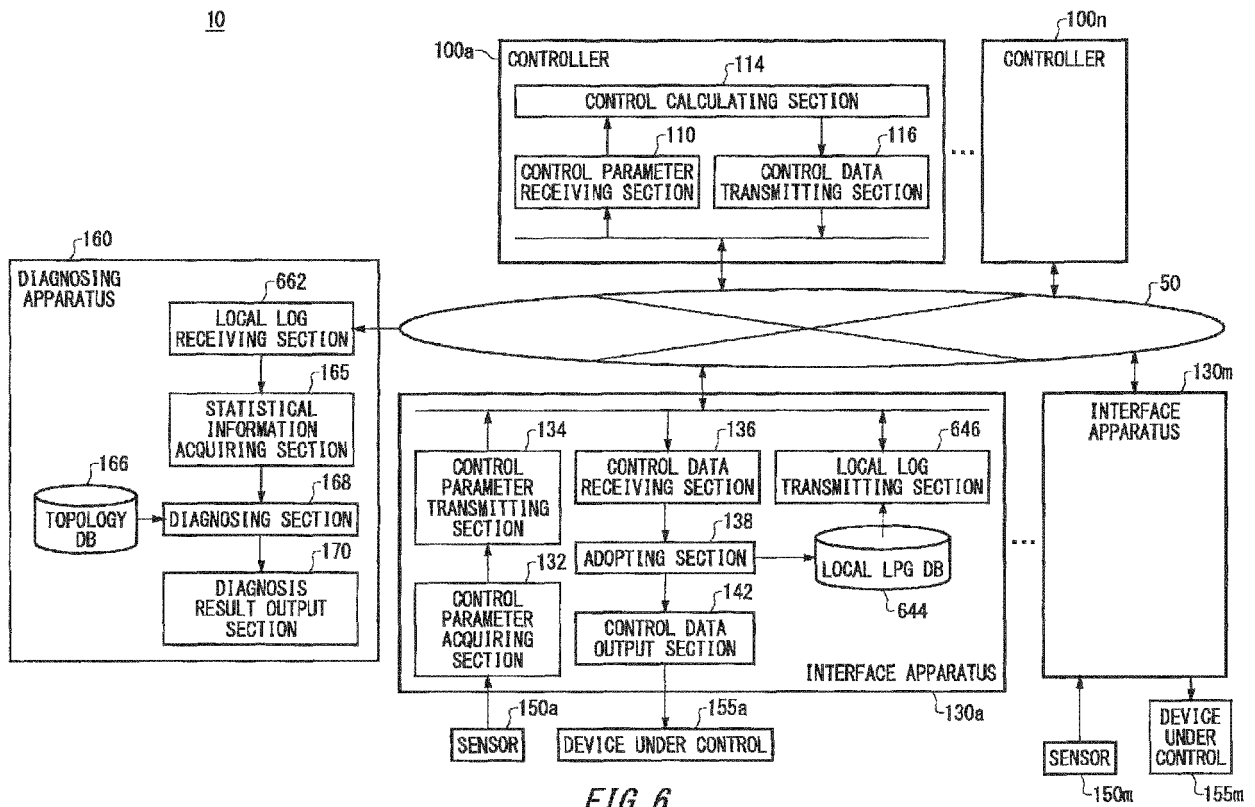 10
100a
CONTROLLER
114
CONTROL CALCULATING SECTION
110
CONTROL PARAMETER
RECEIVING SECTION
116
CONTROL DATA
TRANSMITTING SECTION
...
100n
CONTROLLER
160
DIAGNOSING
APPARATUS
662
LOCAL LOG
RECEIVING SECTION
165
STATISTICAL
INFORMATION
ACQUIRING SECTION
166
TOPOLOGY
DB
168
DIAGNOSING SECTION
170
DIAGNOSIS
RESULT OUTPUT
SECTION
50
134
CONTROL
PARAMETER
TRANSMITTING
SECTION
132
CONTROL
PARAMETER
ACQUIRING
SECTION
136
CONTROL DATA
RECEIVING SECTION
138
ADOPTING SECTION
142
CONTROL DATA
OUTPUT SECTION
646
LOCAL LOG
TRANSMITTING SECTION
LOCAL LPG DB
644
INTERFACE APPARATUS
130a
150a
SENSOR
155a
DEVICE UNDER CONTROL
...
130m
INTERFACE
APPARATUS
SENSOR
150m
DEVICE
UNDER
CONTROL
155m
FIG. 6